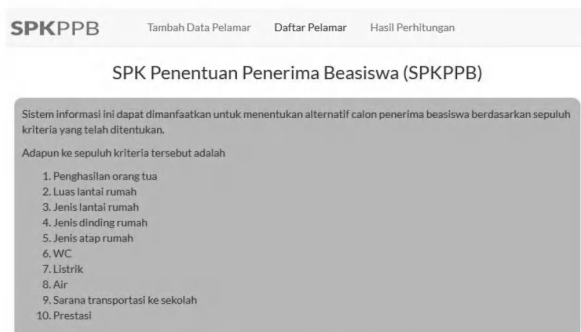 SPKPPB Tambah Data Pelamar Daftar Pelamar Hasil Perhitungan
SPK Penentuan Penerima Beasiswa (SPKPPB)
Sistem informasi ini dapat dimanfaatkan untuk menentukan alternatif calon penerima beasiswa berdasarkan sepuluh
kriteria yang telah ditentukan.
Adapun ke sepuluh kriteria tersebut adalah
1. Penghasilan orang tua
2. Luas lantai rumah
3. Jenis lantai rumah
4. Jenis dinding rumah
5. Jenis atap rumah
6. WC
7. Listrik
8. Air
9. Sarana transportasi ke sekolah
10. Prestasi